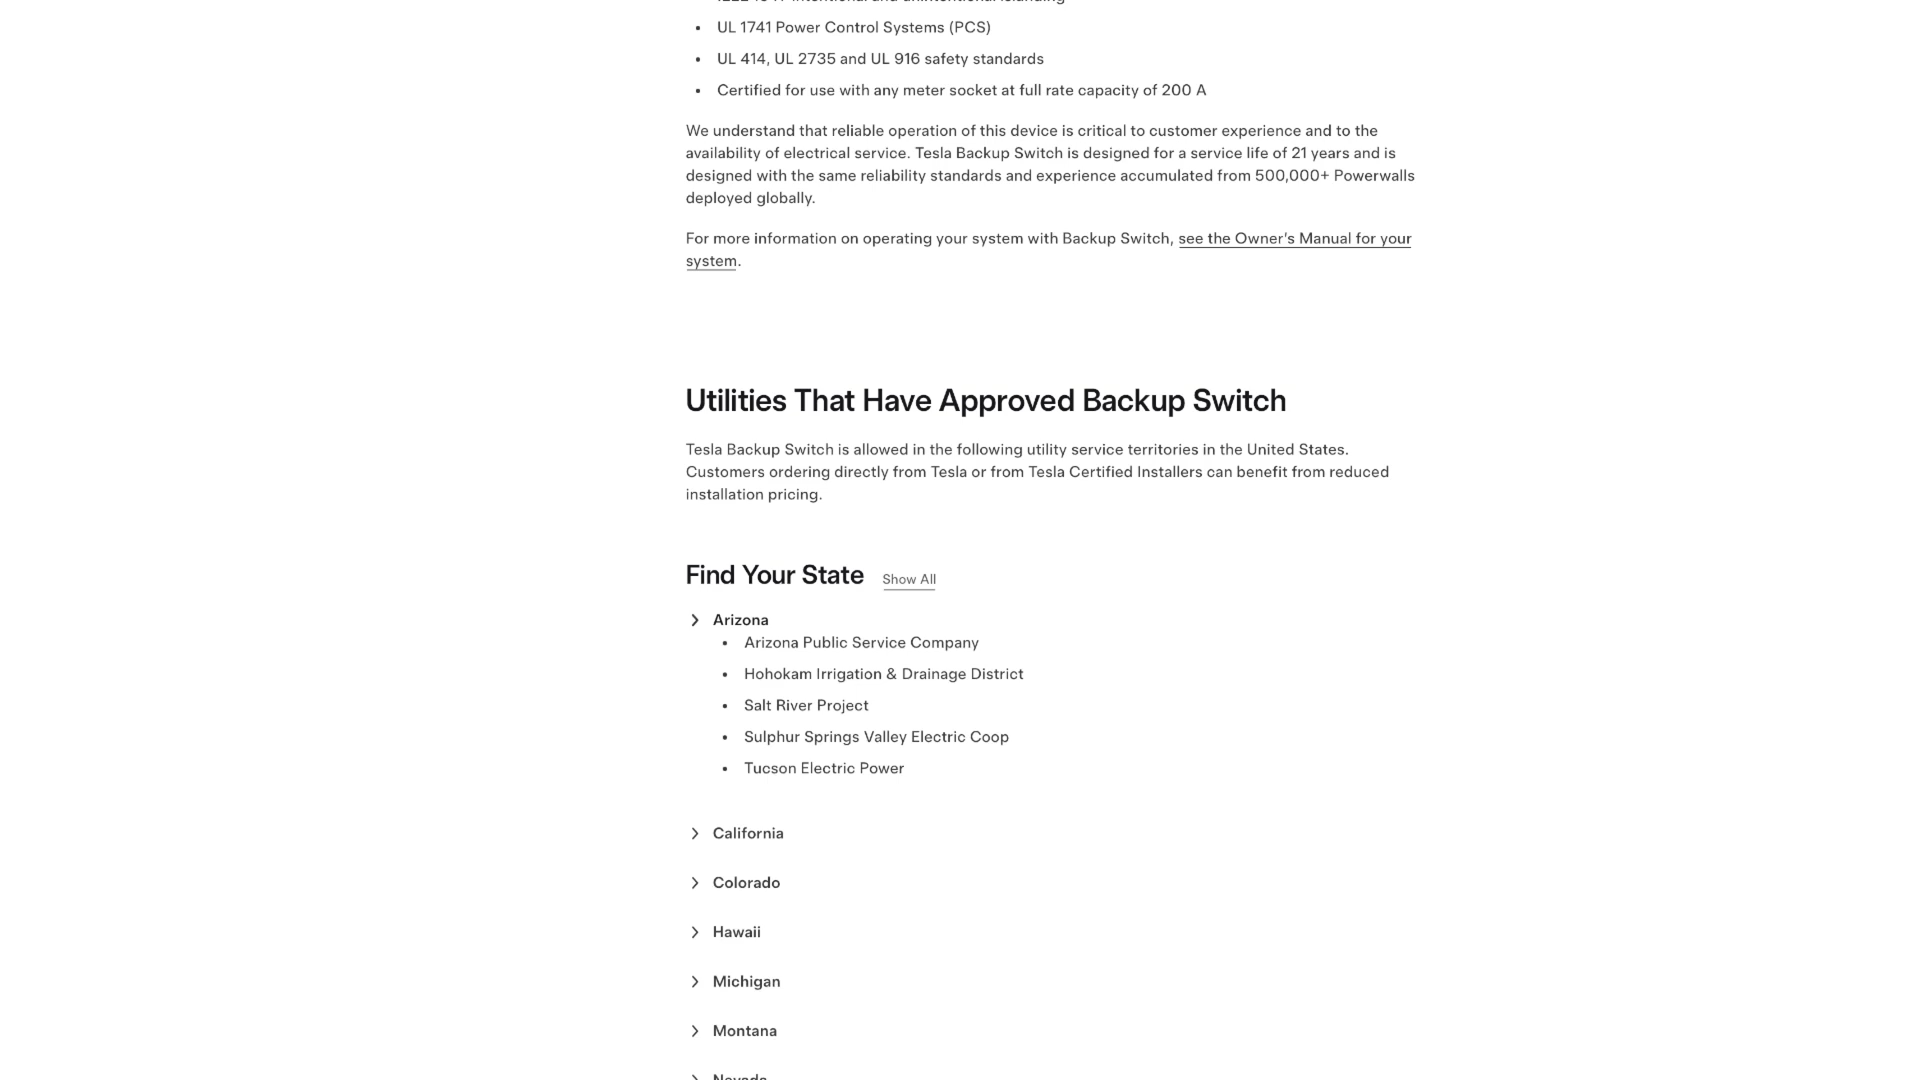 • UL 1741 Power Control Systems (PCS)
• UL 414, UL 2735 and UL 916 safety standards
• Certified for use with any meter socket at full rate capacity of 200 A
We understand that reliable operation of this device is critical to customer experience and to the
availability of electrical service. Tesla Backup Switch is designed for a service life of 21 years and is
designed with the same reliability standards and experience accumulated from 500,000+ Powerwalls
deployed globally.
For more information on operating your system with Backup Switch, see the Owner's Manual for your
system.
Utilities That Have Approved Backup Switch
Tesla Backup Switch is allowed in the following utility service territories in the United States.
Customers ordering directly from Tesla or from Tesla Certified Installers can benefit from reduced
installation pricing.
Find Your State Show All
Arizona
• Arizona Public Service Company
• Hohokam Irrigation & Drainage District
• Salt River Project
• Sulphur Springs Valley Electric Coop
• Tucson Electric Power
California
Colorado
Hawaii
Michigan
Montana
Nevada